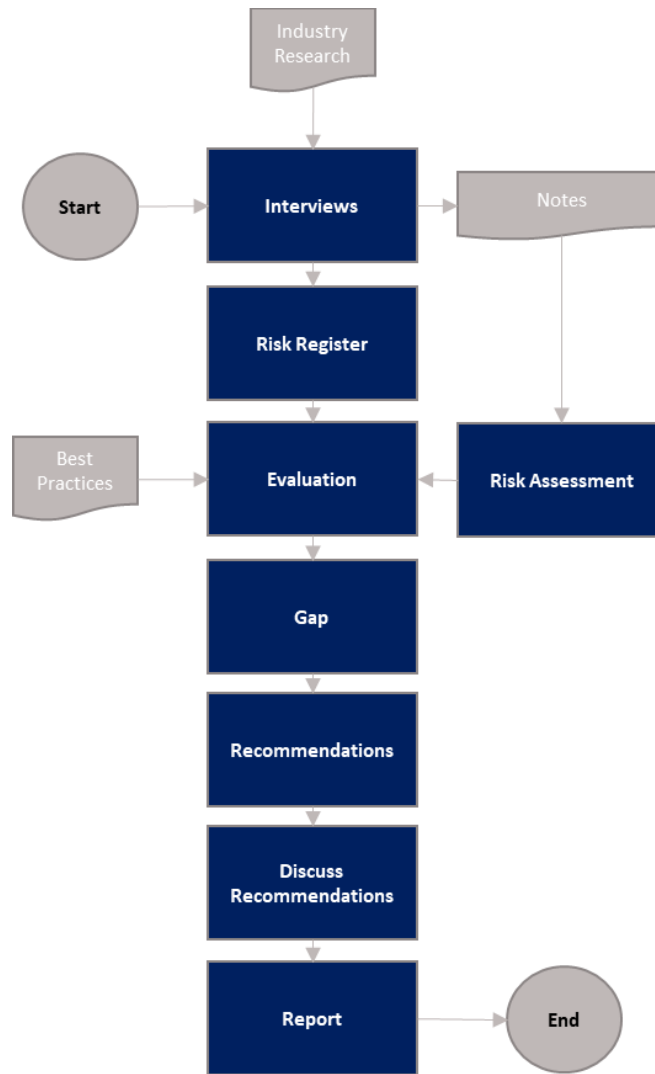 Industry
Research
Start
Interviews
Notes
Risk Register
Best
Practices
Evaluation
Risk Assessment
Gap
Recommendations
Discuss
Recommendations
Report
End